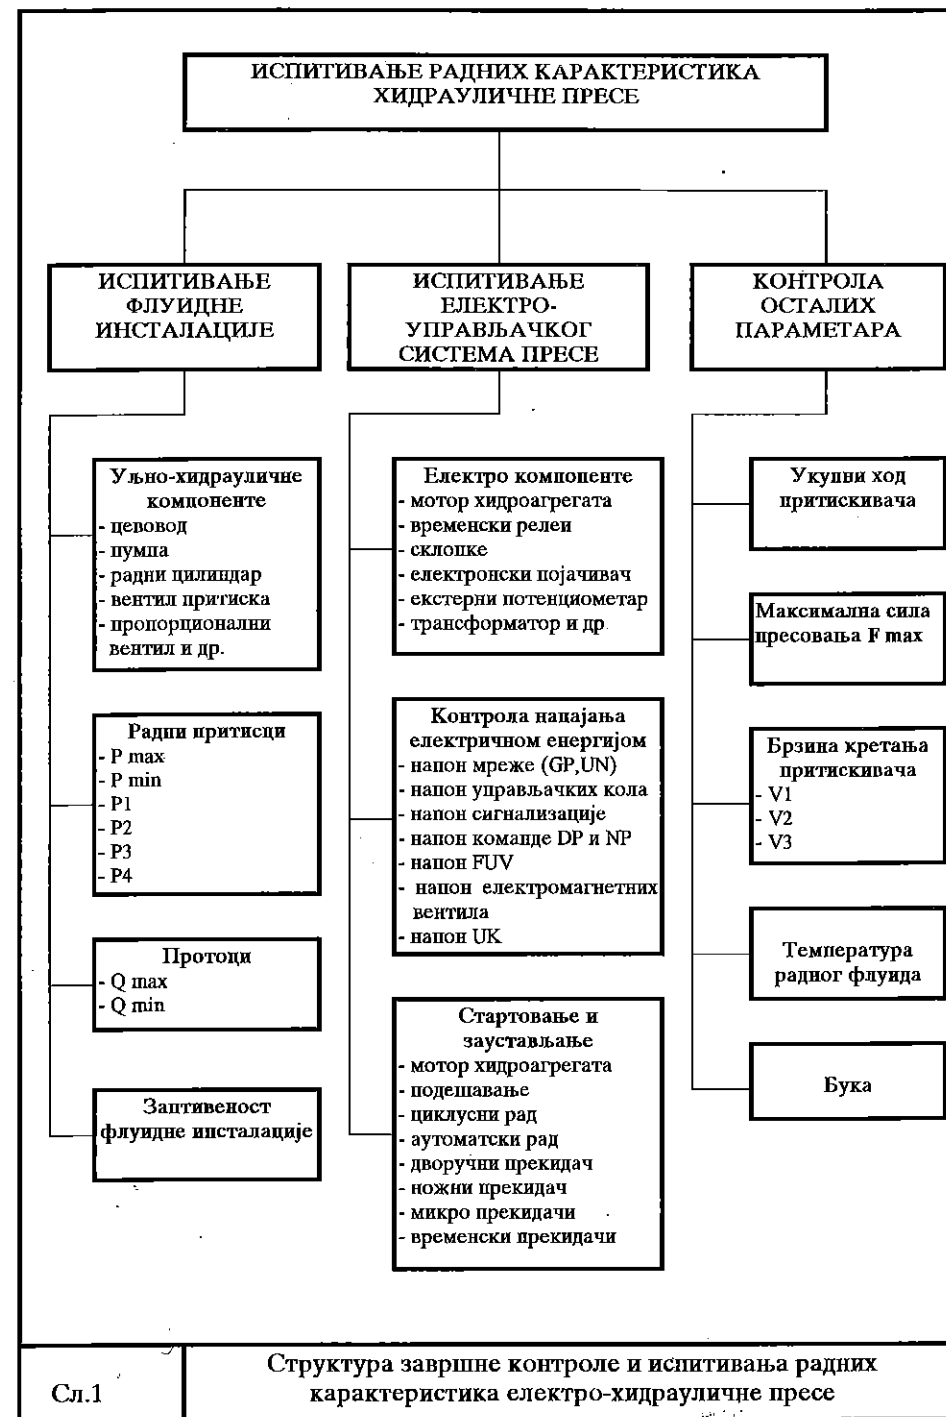 ИСПИТИВАЊЕ РАДНИХ КАРАКТЕРИСТИКА
ХИДРАУЛИЧНЕ ПРЕСЕ
ИСПИТИВАЊЕ
ФЛУИДНЕ
ИНСТАЛАЦИЈЕ
Уљно-хидрауличне
компоненте
- цевовод
- пумпа
- радни цилиндар
- вентил притиска
- пропорционални
вентил и др.
Радни притисци
- P max
- P min
- P1
- P2
- P3
- P4
Протоци
- Q max
- Q min
Заптивеност
флуидне инсталације
ИСПИТИВАЊЕ
ЕЛЕКТРО-
УПРАВЉАЧКОГ
СИСТЕМА ПРЕСЕ
Електро компоненте
- мотор хидроагрегата
- временски релеи
- склопке
- електронски појачивач
- екстерни потенциометар
- трансформатор и др.
Контрола напајања
електричном енергијом
- напон мреже (GP,UN)
- напон управљачких кола
- напон сигнализације
- напон команде DP и NP
- напон FUV
- напон електромагнетних
вентила
- напон UK
Стартовање и
заустављање
- мотор хидроагрегата
- подешавање
- циклусни рад
- аутоматски рад
- дворучни прекидач
- ножни прекидач
- микро прекидачи
- временски прекидачи
КОНТРОЛА
ОСТАЛИХ
ПАРАМЕТАРА
Укупни ход
притискивача
Максимална сила
пресовања F max
Брзина кретања
притискивача
- V1
- V2
- V3
Температура
радног флуида
Бука
Сл.1
Структура завршне контроле и испитивања радних
карактеристика електро-хидрауличне пресе